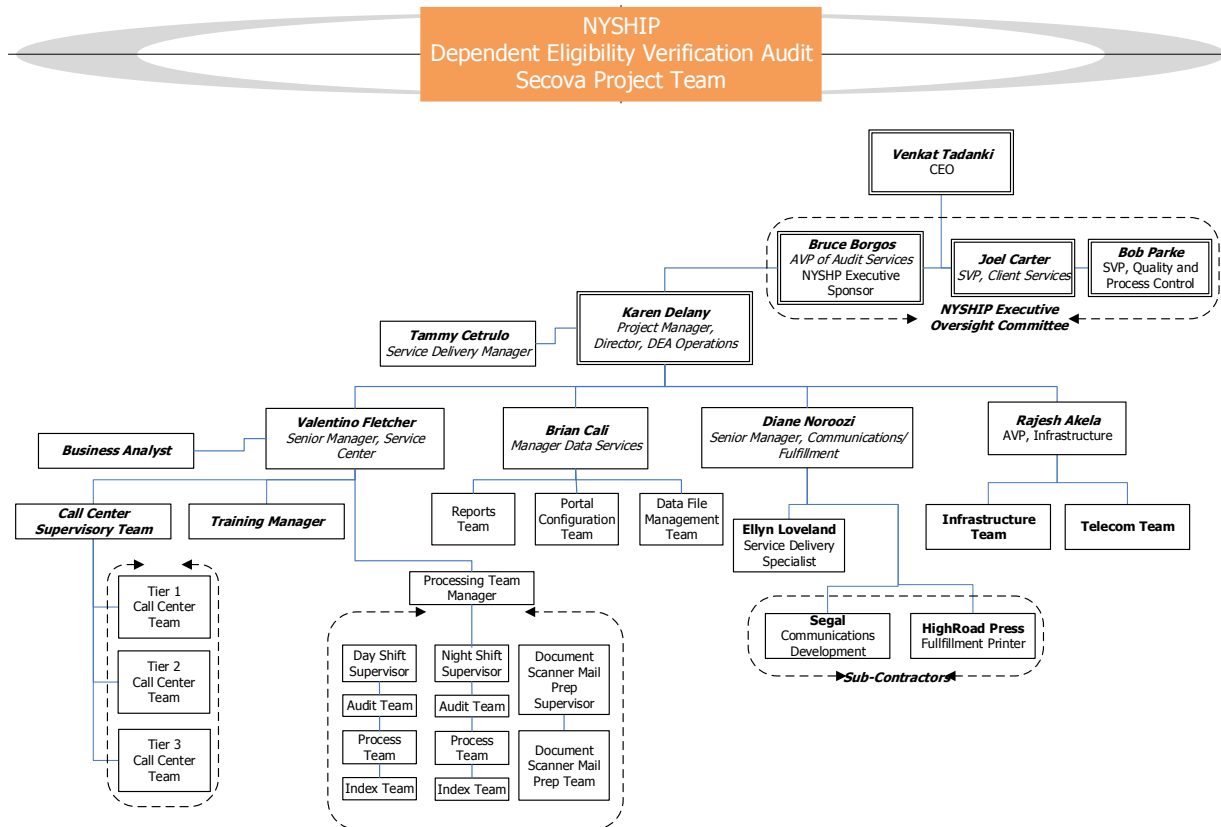 NYSHIP
Dependent Eligibility Verification Audit
Secova Project Team
Venkat Tadanki
CEO
Bruce Borgos
AVP of Audit Services
NYSHP Executive
Sponsor
Joel Carter
SVP, Client Services
Bob Parke
SVP, Quality and
Process Control
NYSHIP Executive
Oversight Committee
Karen Delany
Project Manager,
Director, DEA Operations
Tammy Cetrulo
Service Delivery Manager
Valentino Fletcher
Senior Manager, Service
Center
Brian Cali
Manager Data Services
Diane Noroozi
Senior Manager, Communications/
Fulfillment
Rajesh Akela
AVP, Infrastructure
Business Analyst
Call Center
Supervisory Team
Training Manager
Reports
Team
Portal
Configuration
Team
Data File
Management
Team
Ellyn Loveland
Service Delivery
Specialist
Infrastructure
Team
Telecom Team
Tier 1
Call Center
Team
Tier 2
Call Center
Team
Tier 3
Call Center
Team
Processing Team
Manager
Day Shift
Supervisor
Audit Team
Process
Team
Index Team
Night Shift
Supervisor
Audit Team
Process
Team
Index Team
Document
Scanner Mail
Prep
Supervisor
Document
Scanner Mail
Prep Team
Segal
Communications
Development
HighRoad Press
Fullfillment Printer
Sub-Contractors